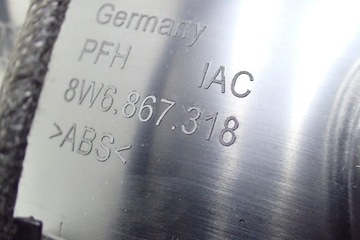 Germany
PFH IAC
8W6.867.318
>ABS<